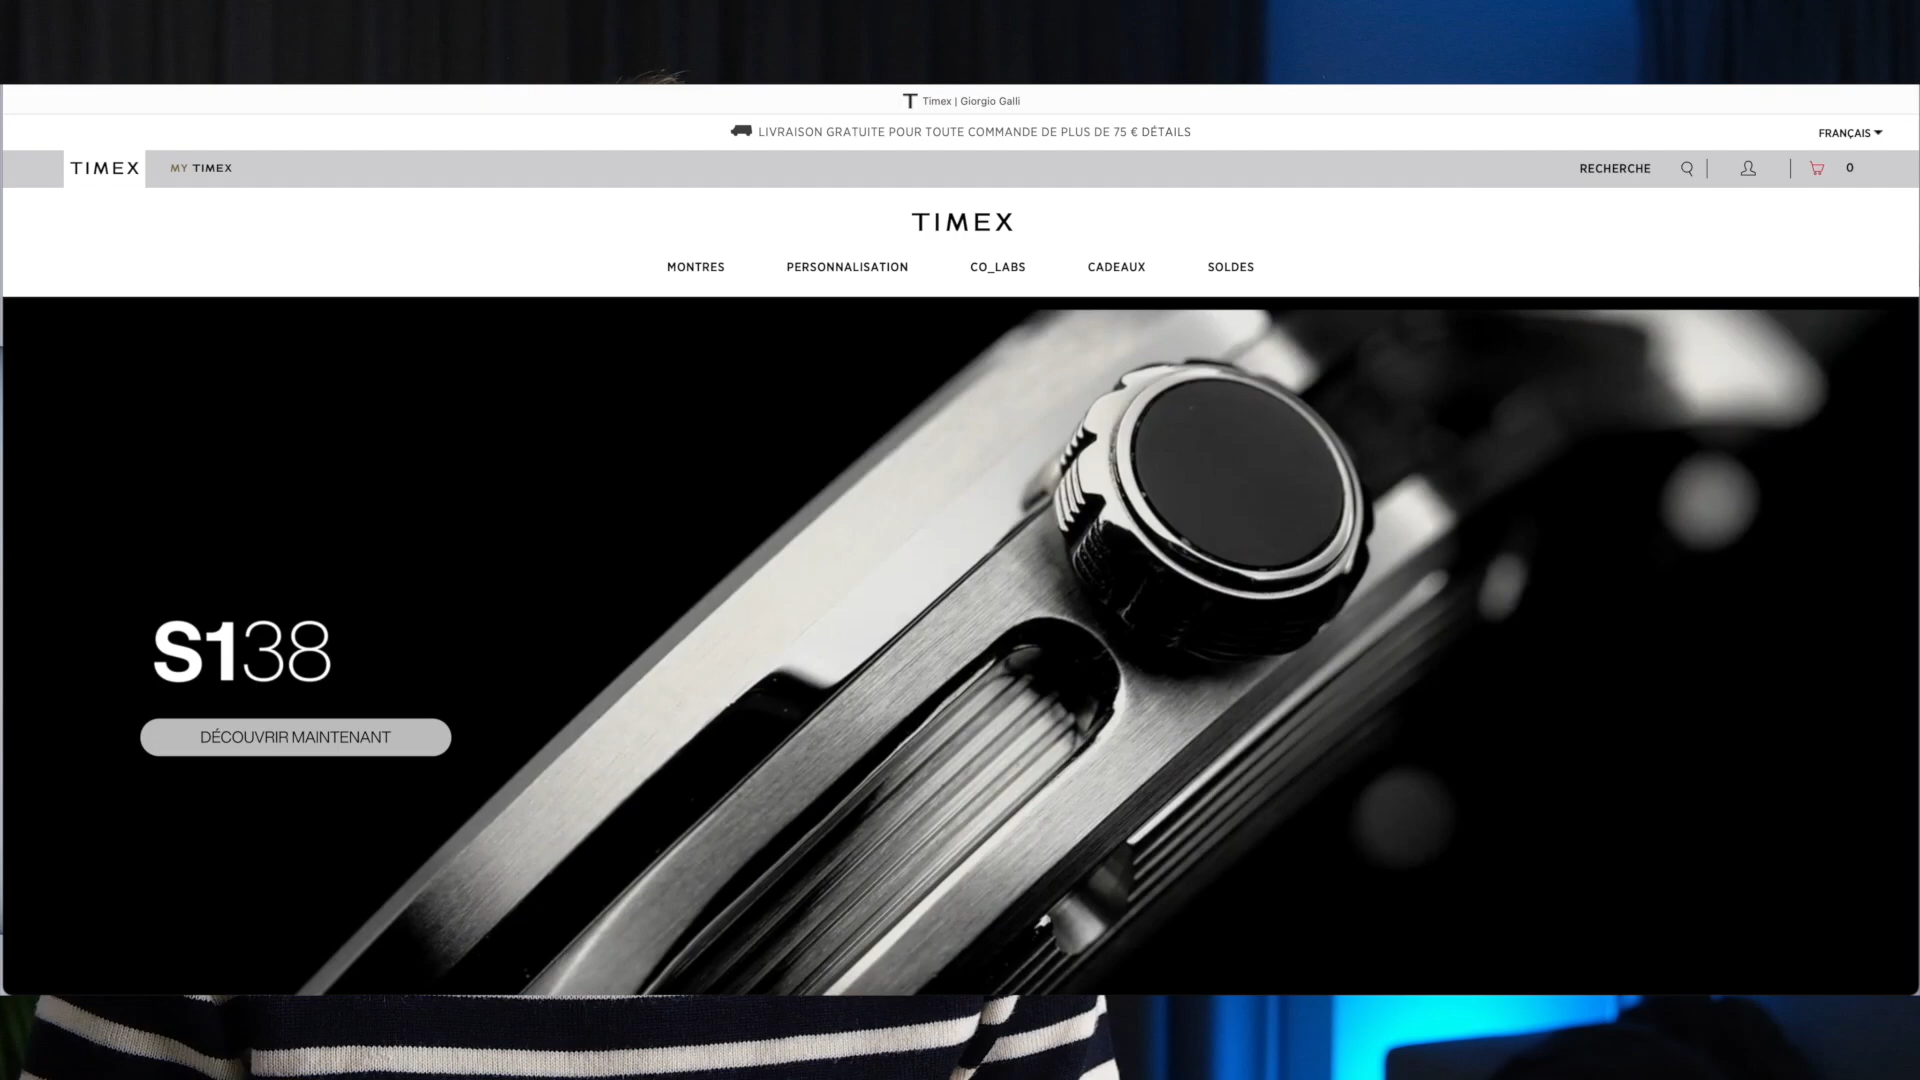 Timex | Giorgio Galli
LIVRAISON GRATUITE POUR TOUTE COMMANDE DE PLUS DE 75 € DÉTAILS
FRANÇAIS
TIMEX
MY TIMEX
RECHERCHE
0
TIMEX
MONTRES PERSONNALISATION CO_LABS CADEAUX SOLDES
S138
DÉCOUVRIR MAINTENANT